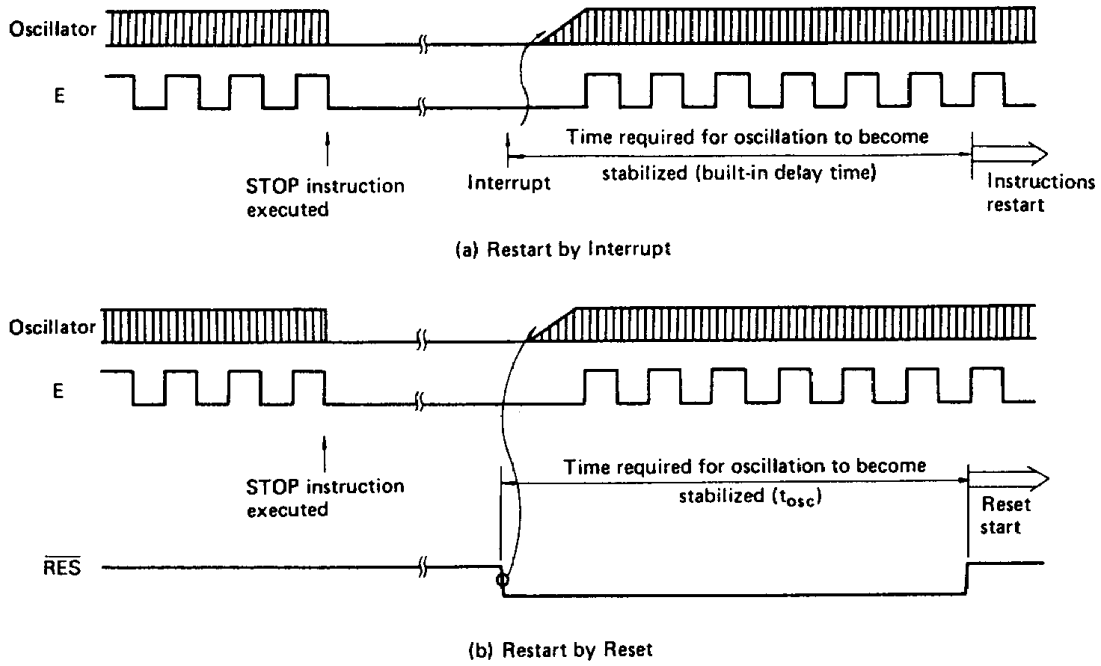 Oscillator
E
Time required for oscillation to become
stabilized (built-in delay time)
STOP instruction
executed
Interrupt
Instructions
restart
(a) Restart by Interrupt
Oscillator
E
Time required for oscillation to become
stabilized (tosc)
STOP instruction
executed
Reset
start
RES
(b) Restart by Reset